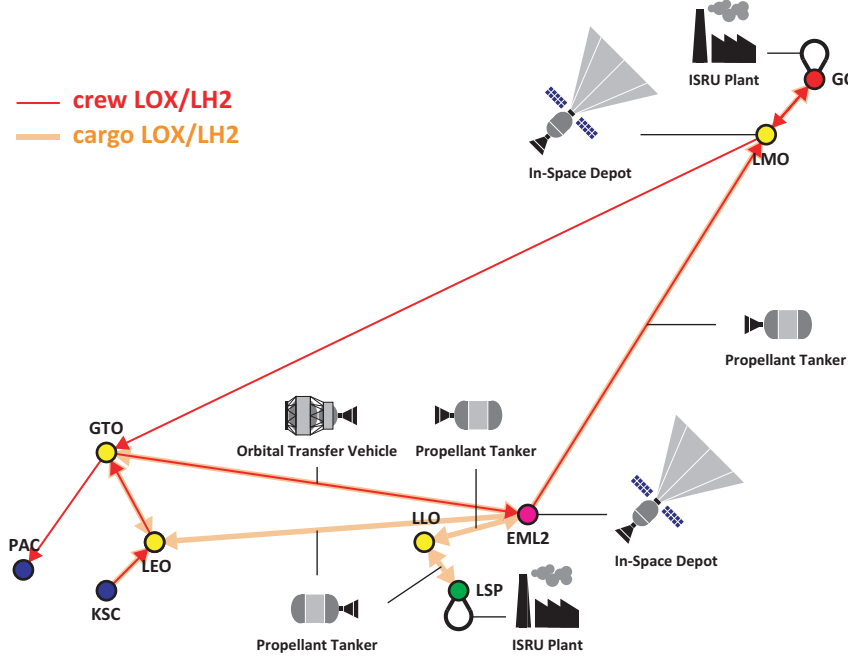 crew LOX/LH2
cargo LOX/LH2
ISRU Plant
GC
LMO
In-Space Depot
Propellant Tanker
GTO
Orbital Transfer Vehicle
Propellant Tanker
LLO
EML2
In-Space Depot
PAC
LEO
KSC
LSP
Propellant Tanker
ISRU Plant